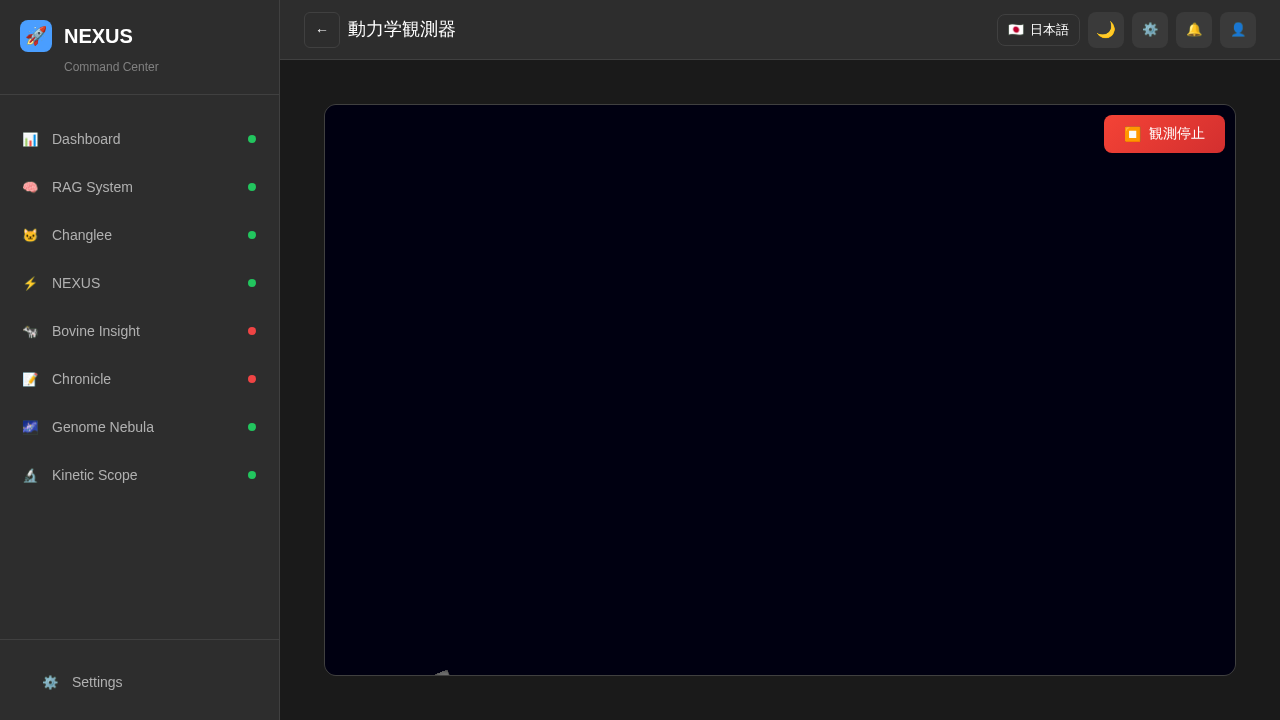 NEXUS
Command Center
Dashboard
RAG System
Changlee
NEXUS
Bovine Insight
Chronicle
Genome Nebula
Kinetic Scope
Settings
← 動力学観測器
日本語
観測停止